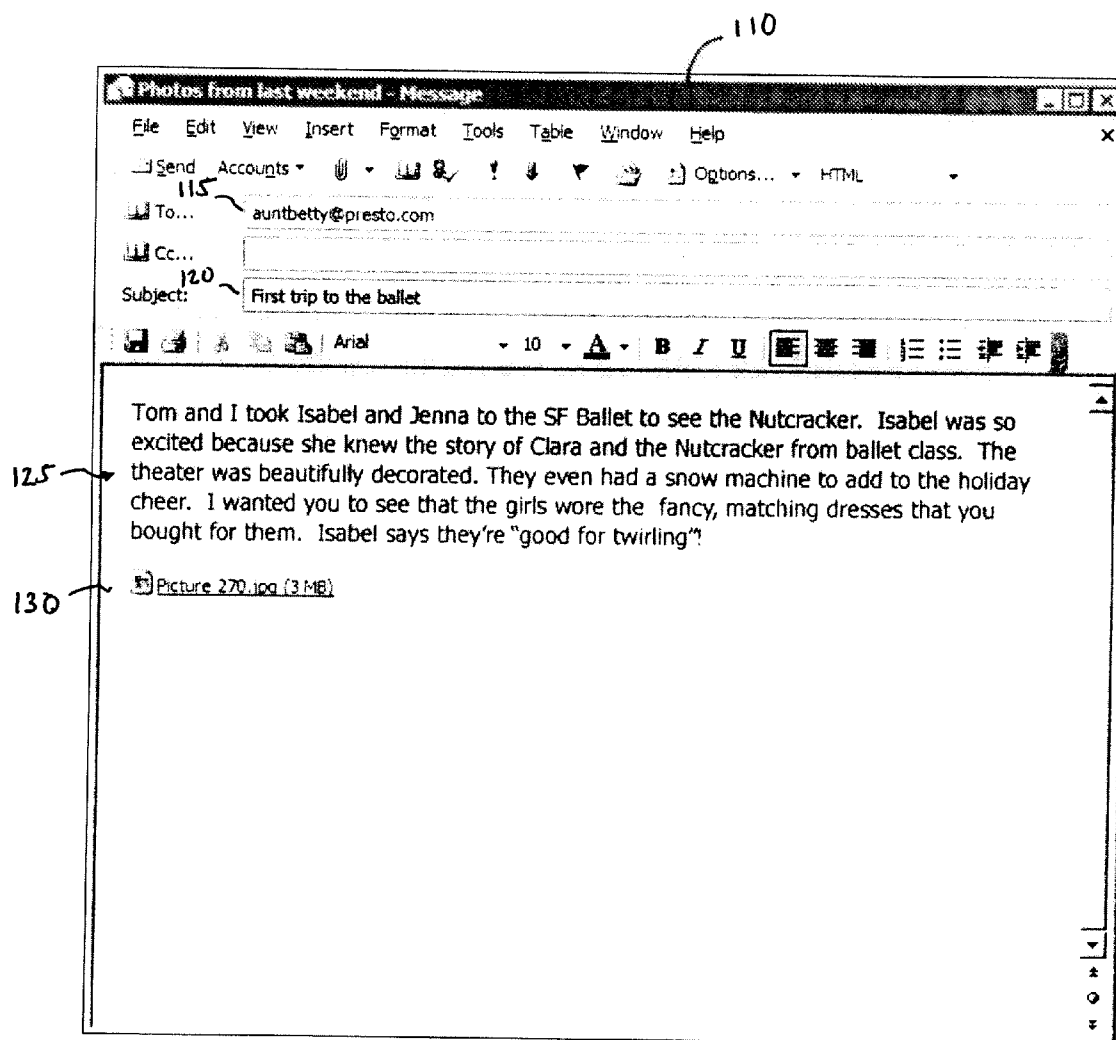 110
Photos from last weekend - Message
File Edit View Insert Format Tools Table Window Help
Send Accounts Options... HTML
115
To... auntbetty@presto.com
Cc...
120
Subject: First trip to the ballet
Arial 10 A B I U
Tom and I took Isabel and Jenna to the SF Ballet to see the Nutcracker. Isabel was so
excited because she knew the story of Clara and the Nutcracker from ballet class. The
125
theater was beautifully decorated. They even had a snow machine to add to the holiday
cheer. I wanted you to see that the girls wore the fancy, matching dresses that you
bought for them. Isabel says they're "good for twirling"!
130
Picture 270.jpg (3 MB)